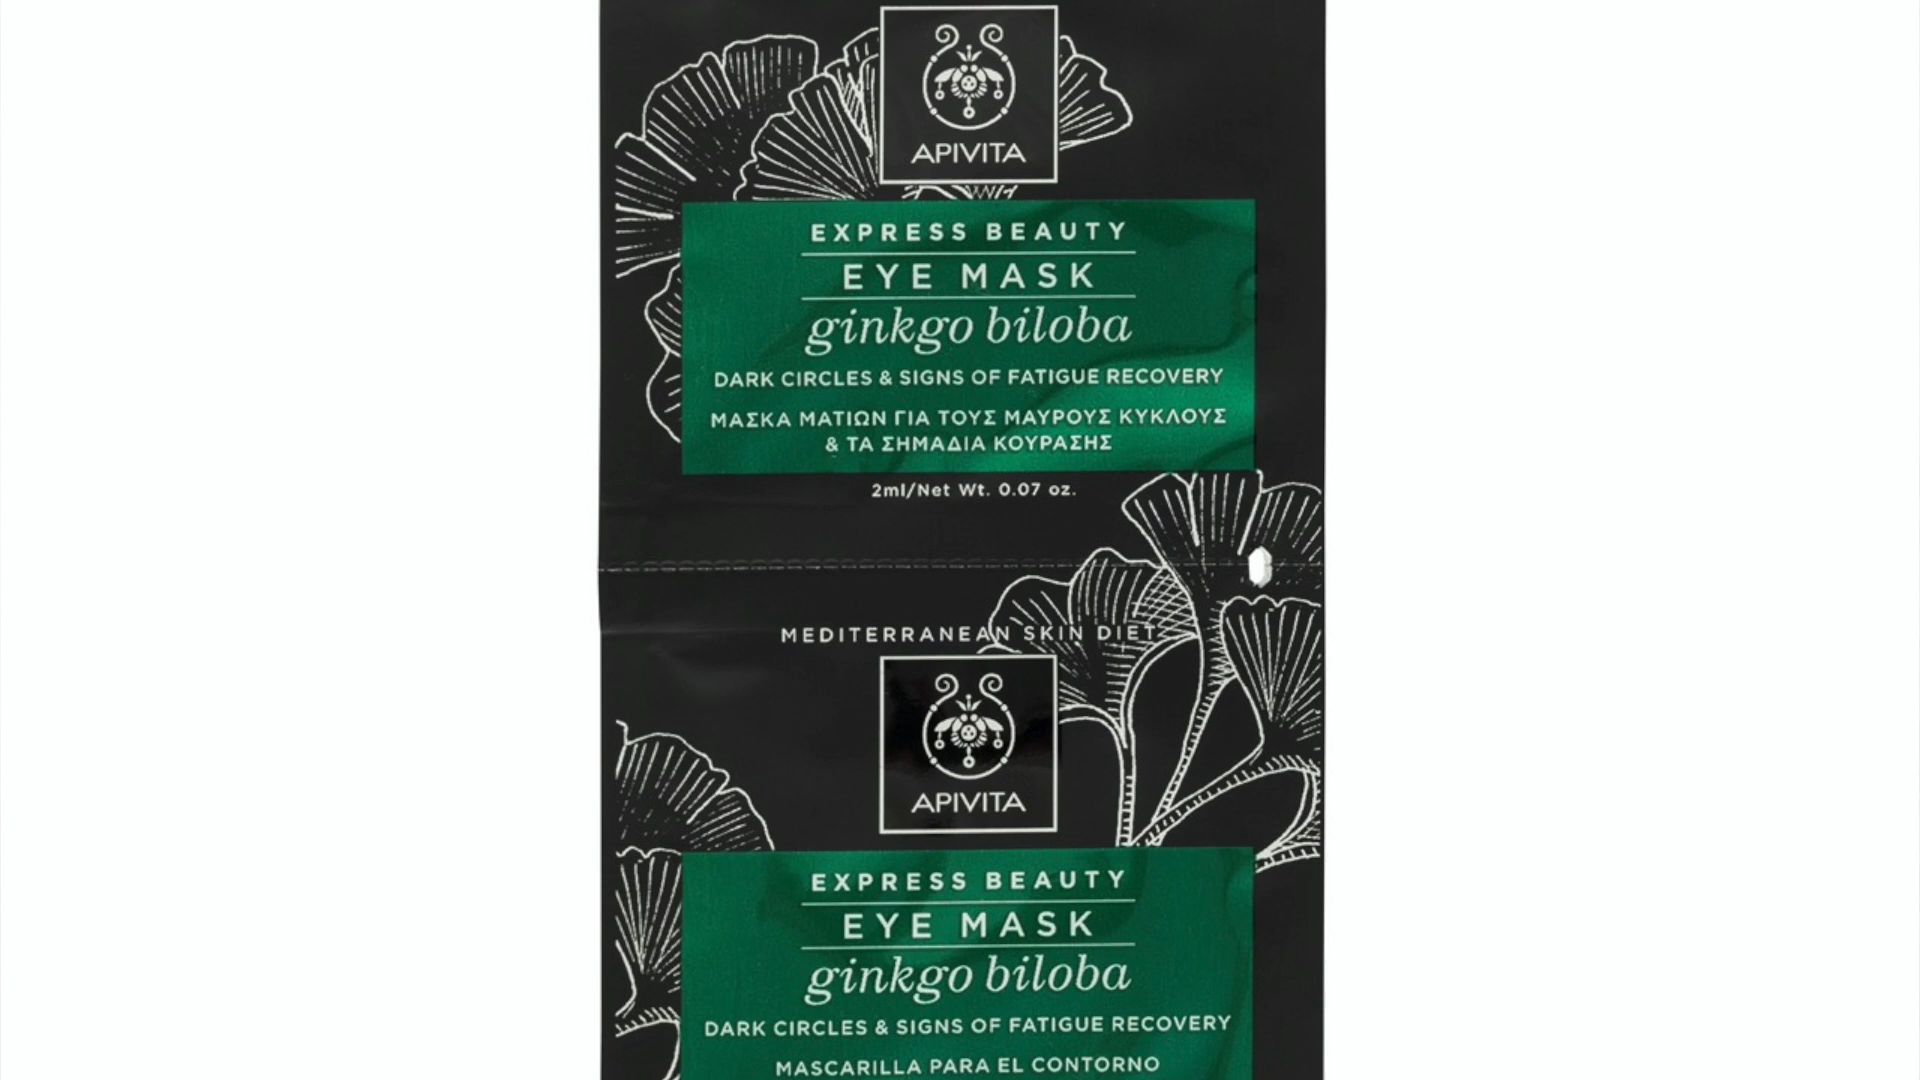 APIVITA
EXPRESS BEAUTY
EYE MASK
ginkgo biloba
DARK CIRCLES & SIGNS OF FATIGUE RECOVERY
ΜΑΣΚΑ ΜΑΤΙΩΝ ΓΙΑ ΤΟΥΣ ΜΑΥΡΟΥΣ ΚΥΚΛΟΥΣ
& ΤΑ ΣΗΜΑΔΙΑ ΚΟΥΡΑΣΗΣ
2ml/Net Wt. 0.07 oz.
MEDITERRANEAN SKIN DIET
APIVITA
EXPRESS BEAUTY
EYE MASK
ginkgo biloba
DARK CIRCLES & SIGNS OF FATIGUE RECOVERY
MASCARILLA PARA EL CONTORNO